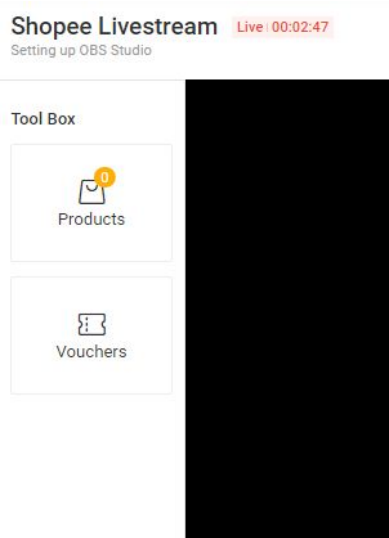 Shopee Livestream Live 00:02:47
Setting up OBS Studio
Tool Box
0
Products
Vouchers